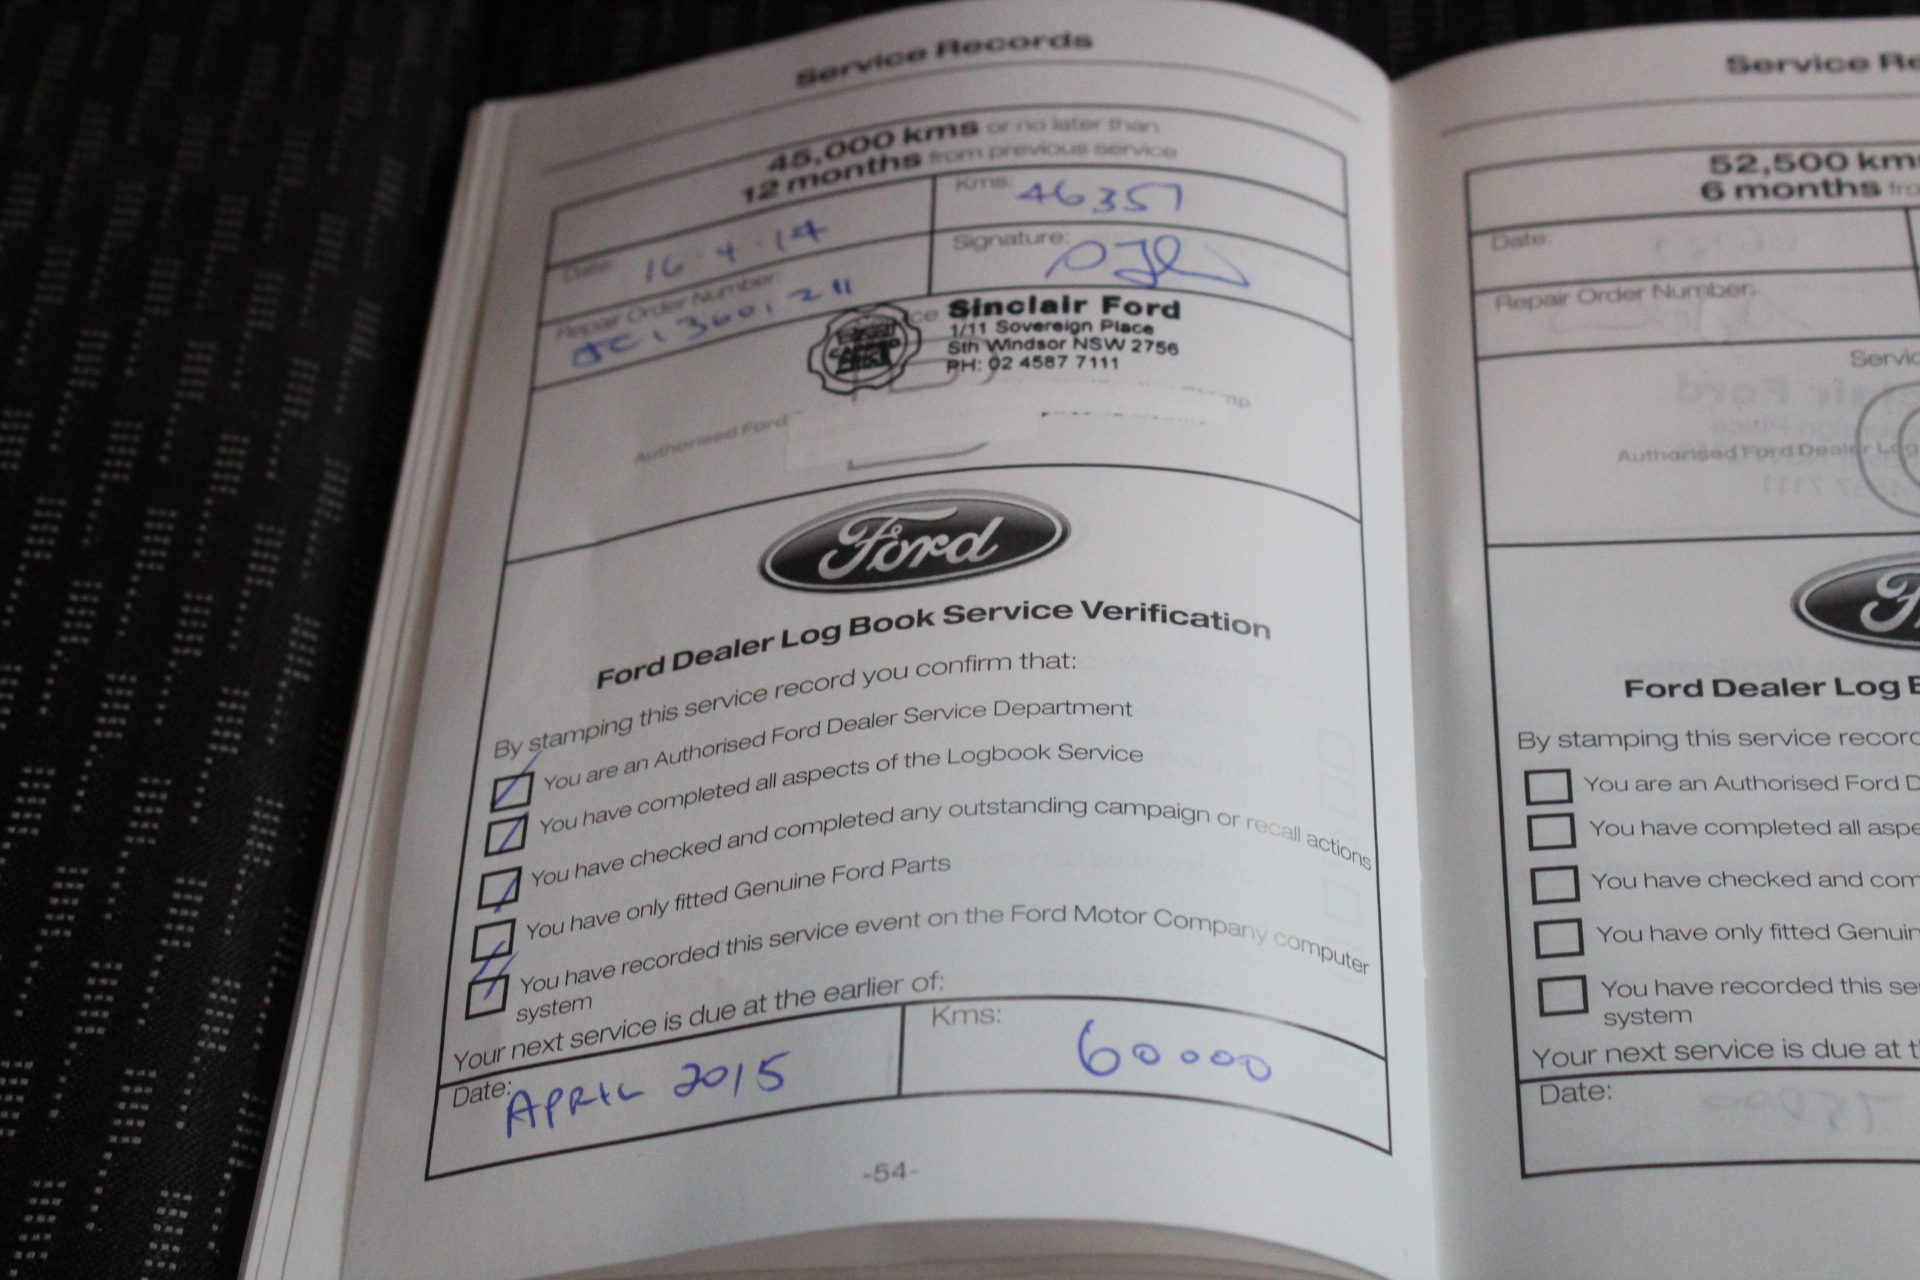 Service Records
45,000 kms or no later than
12 months from previous service
Date: 16.4.14
Kms: 46357
Repair Order Number:
Signature:
Sinclair Ford
1/11 Sovereign Place
Sth Windsor NSW 2756
PH: 02 4587 7111
Authorised Ford
Ford
Ford Dealer Log Book Service Verification
By stamping this service record you confirm that:
You are an Authorised Ford Dealer Service Department
You have completed all aspects of the Logbook Service
You have checked and completed any outstanding campaign or recall actions
You have only fitted Genuine Ford Parts
You have recorded this service event on the Ford Motor Company computer
system
Your next service is due at the earlier of:
Date: APRIL 2015
Kms: 60000
-54-
Service Re
52,500 kms
6 months fro
Date:
Repair Order Number:
Servic
Authorised Ford Dealer Log
Ford Dealer Log B
By stamping this service record
You are an Authorised Ford D
You have completed all aspe
You have checked and com
You have only fitted Genuin
You have recorded this se
system
Your next service is due at t
Date: